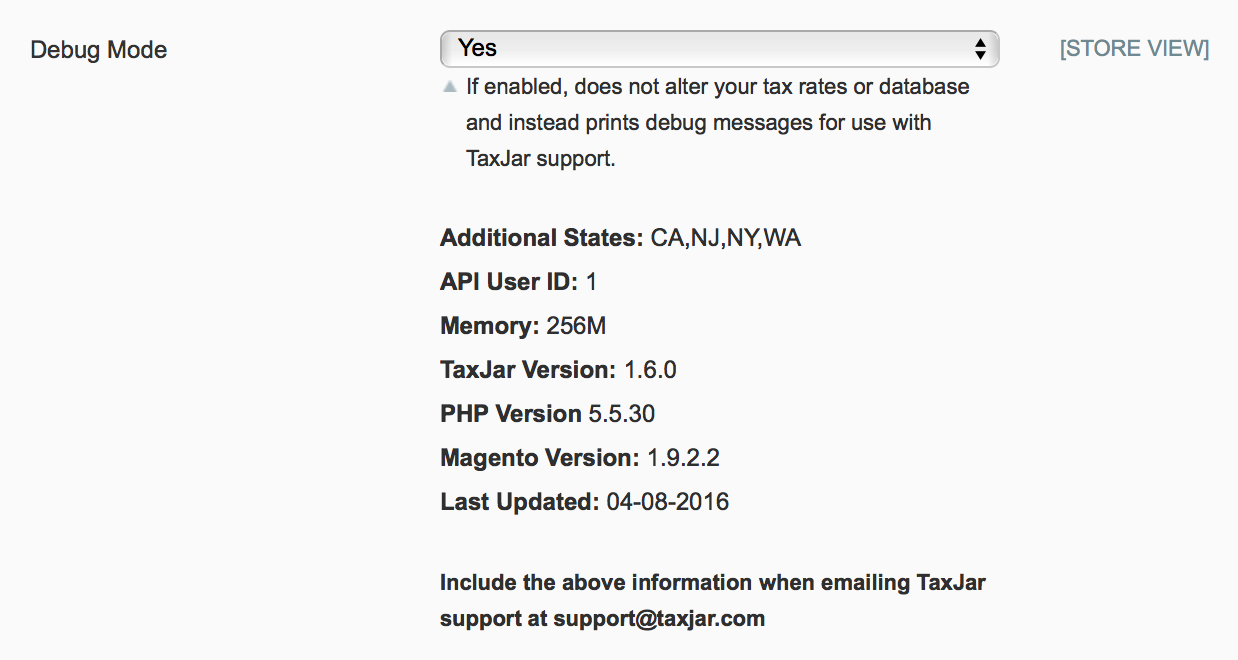 Debug Mode Yes [STORE VIEW]
If enabled, does not alter your tax rates or database
and instead prints debug messages for use with
TaxJar support.
Additional States: CA,NJ,NY,WA
API User ID: 1
Memory: 256M
TaxJar Version: 1.6.0
PHP Version 5.5.30
Magento Version: 1.9.2.2
Last Updated: 04-08-2016
Include the above information when emailing TaxJar
support at support@taxjar.com